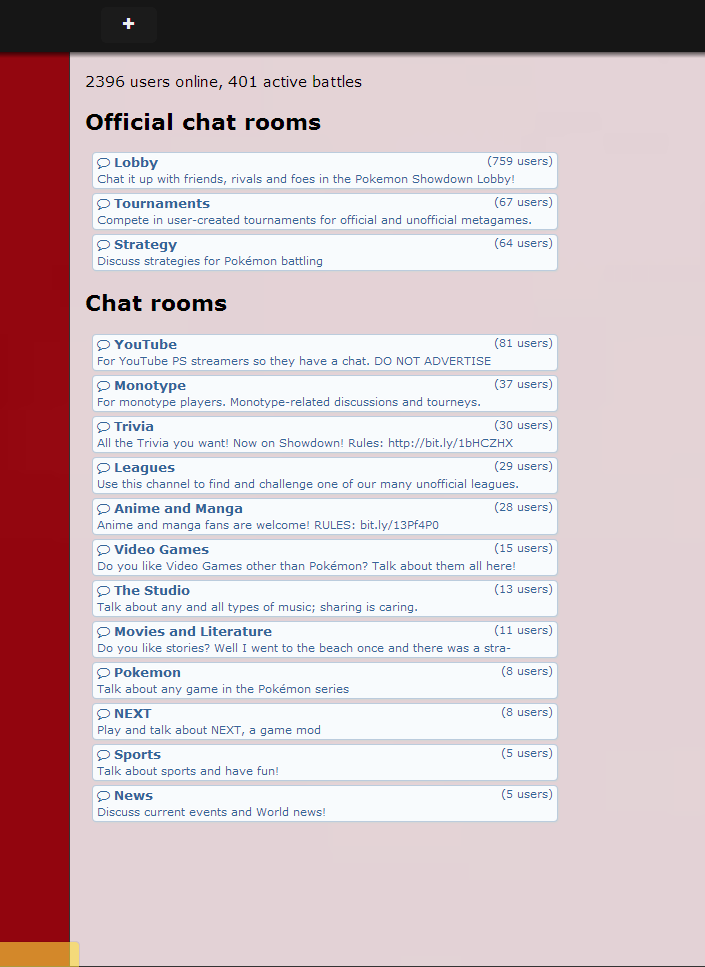 2396 users online, 401 active battles
Official chat rooms
Lobby (759 users)
Chat it up with friends, rivals and foes in the Pokemon Showdown Lobby!
Tournaments (67 users)
Compete in user-created tournaments for official and unofficial metagames.
Strategy (64 users)
Discuss strategies for Pokémon battling
Chat rooms
YouTube (81 users)
For YouTube PS streamers so they have a chat. DO NOT ADVERTISE
Monotype (37 users)
For monotype players. Monotype-related discussions and tourneys.
Trivia (30 users)
All the Trivia you want! Now on Showdown! Rules: http://bit.ly/1bHCZHX
Leagues (29 users)
Use this channel to find and challenge one of our many unofficial leagues.
Anime and Manga (28 users)
Anime and manga fans are welcome! RULES: bit.ly/13Pf4P0
Video Games (15 users)
Do you like Video Games other than Pokémon? Talk about them all here!
The Studio (13 users)
Talk about any and all types of music; sharing is caring.
Movies and Literature (11 users)
Do you like stories? Well I went to the beach once and there was a stra-
Pokemon (8 users)
Talk about any game in the Pokémon series
NEXT (8 users)
Play and talk about NEXT, a game mod
Sports (5 users)
Talk about sports and have fun!
News (5 users)
Discuss current events and World news!